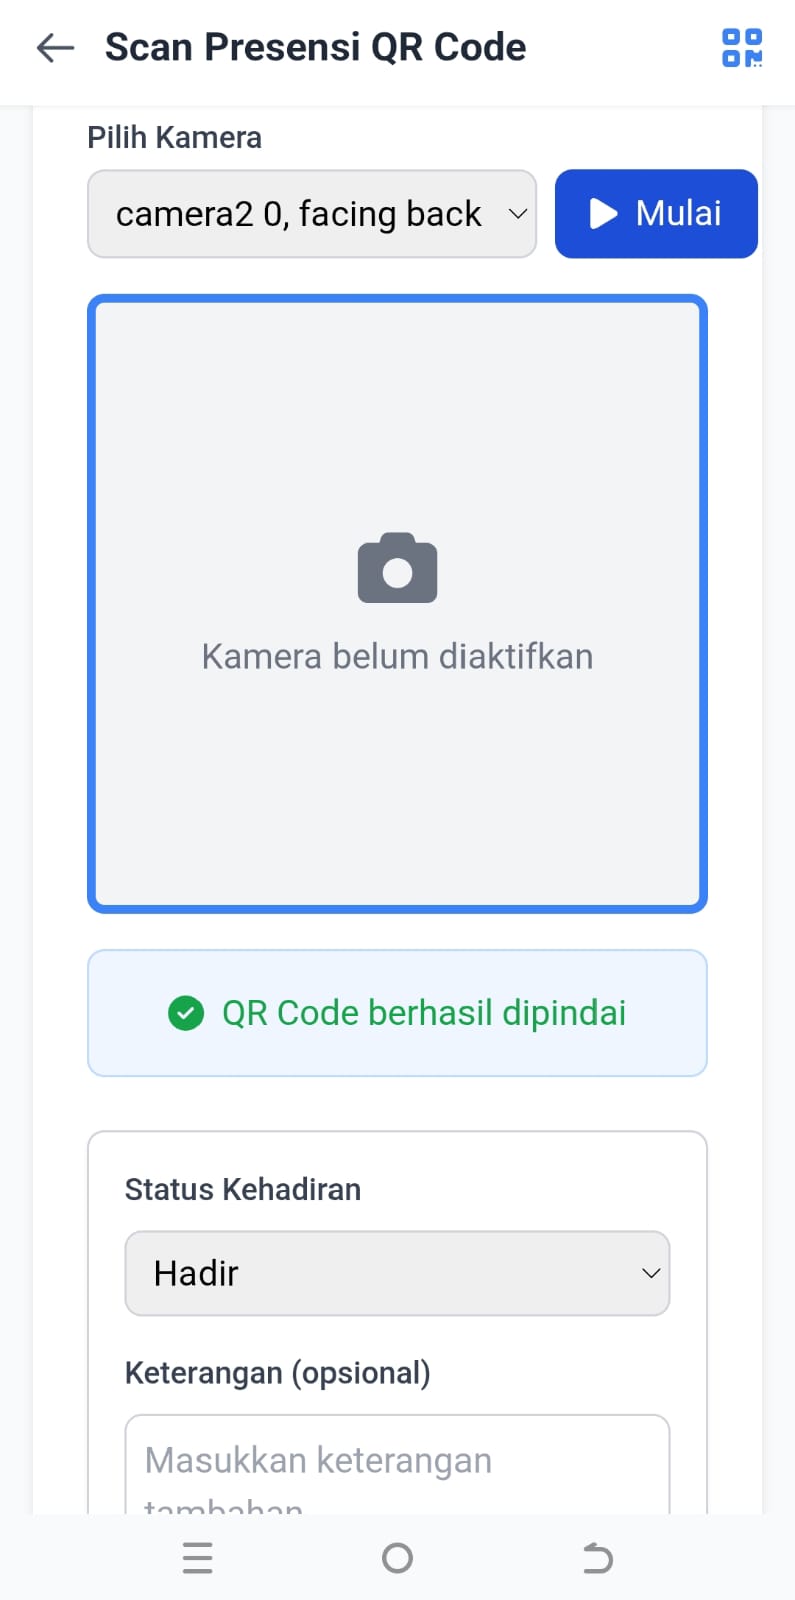 Scan Presensi QR Code
Pilih Kamera
camera2 0, facing back
Mulai
Kamera belum diaktifkan
QR Code berhasil dipindai
Status Kehadiran
Hadir
Keterangan (opsional)
Masukkan keterangan
tambahan